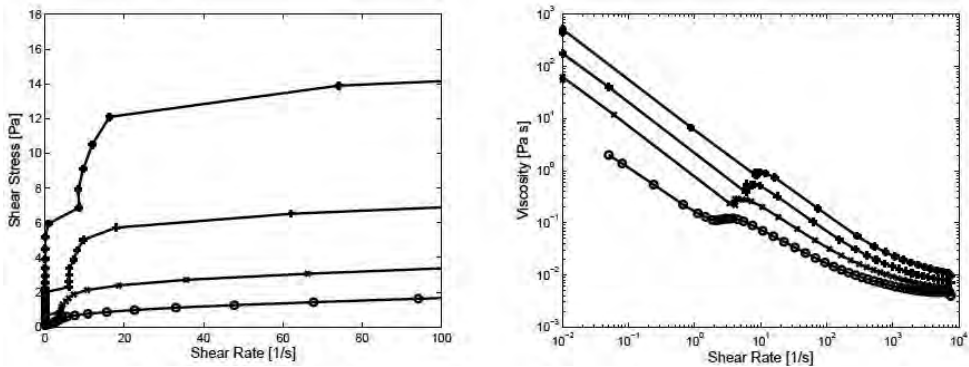 18
16
14
12
10
8
6
4
2
0
Shear Stress [Pa]
0 20 40 60 80 100
Shear Rate [1/s]
10³
10²
10¹
10⁰
10⁻¹
10⁻²
10⁻³
Viscosity [Pa s]
10⁻² 10⁻¹ 10⁰ 10¹ 10² 10³ 10⁴
Shear Rate [1/s]